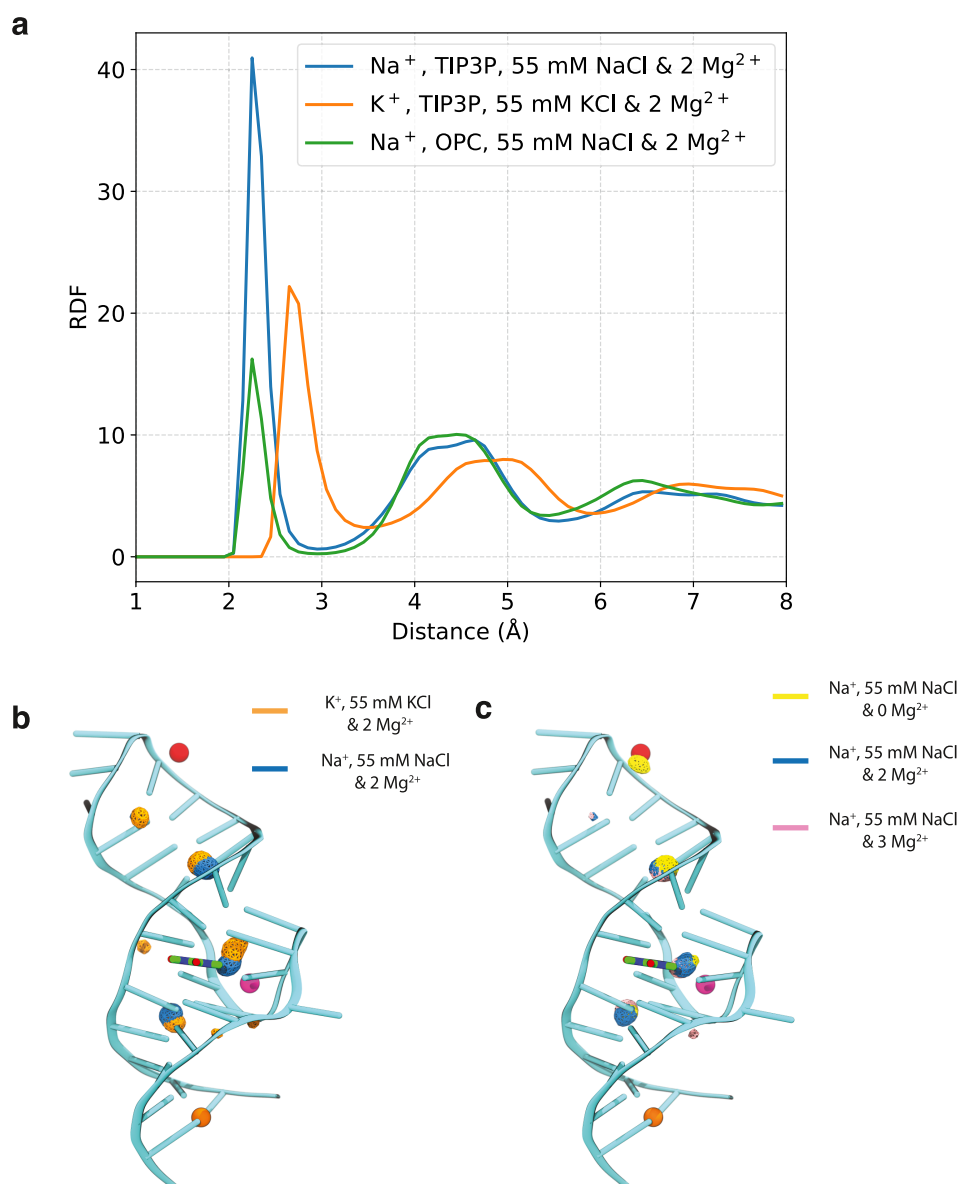 a
Na⁺, TIP3P, 55 mM NaCl & 2 Mg²⁺
K⁺, TIP3P, 55 mM KCl & 2 Mg²⁺
Na⁺, OPC, 55 mM NaCl & 2 Mg²⁺
40
30
20
10
0
RDF
1 2 3 4 5 6 7 8
Distance (Å)
b
K⁺, 55 mM KCl
& 2 Mg²⁺
Na⁺, 55 mM NaCl
& 2 Mg²⁺
c
Na⁺, 55 mM NaCl
& 0 Mg²⁺
Na⁺, 55 mM NaCl
& 2 Mg²⁺
Na⁺, 55 mM NaCl
& 3 Mg²⁺